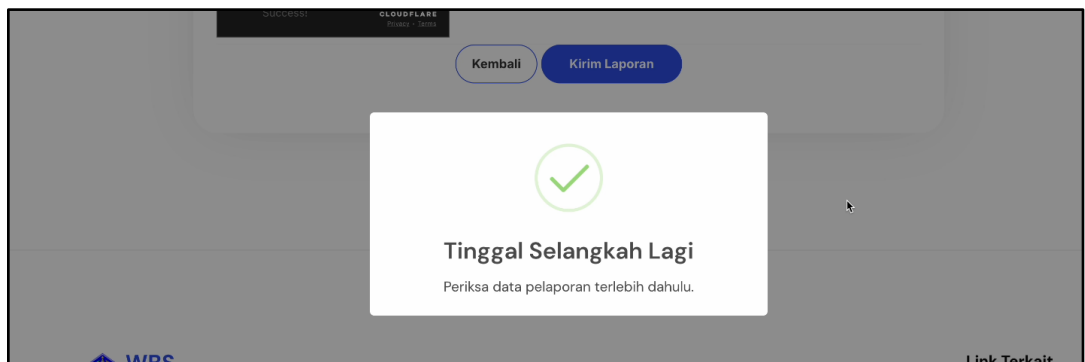 Success!
CLOUDFLARE
Privacy • Terms
Kembali
Kirim Laporan
Tinggal Selangkah Lagi
Periksa data pelaporan terlebih dahulu.
WBS
Link Terkait